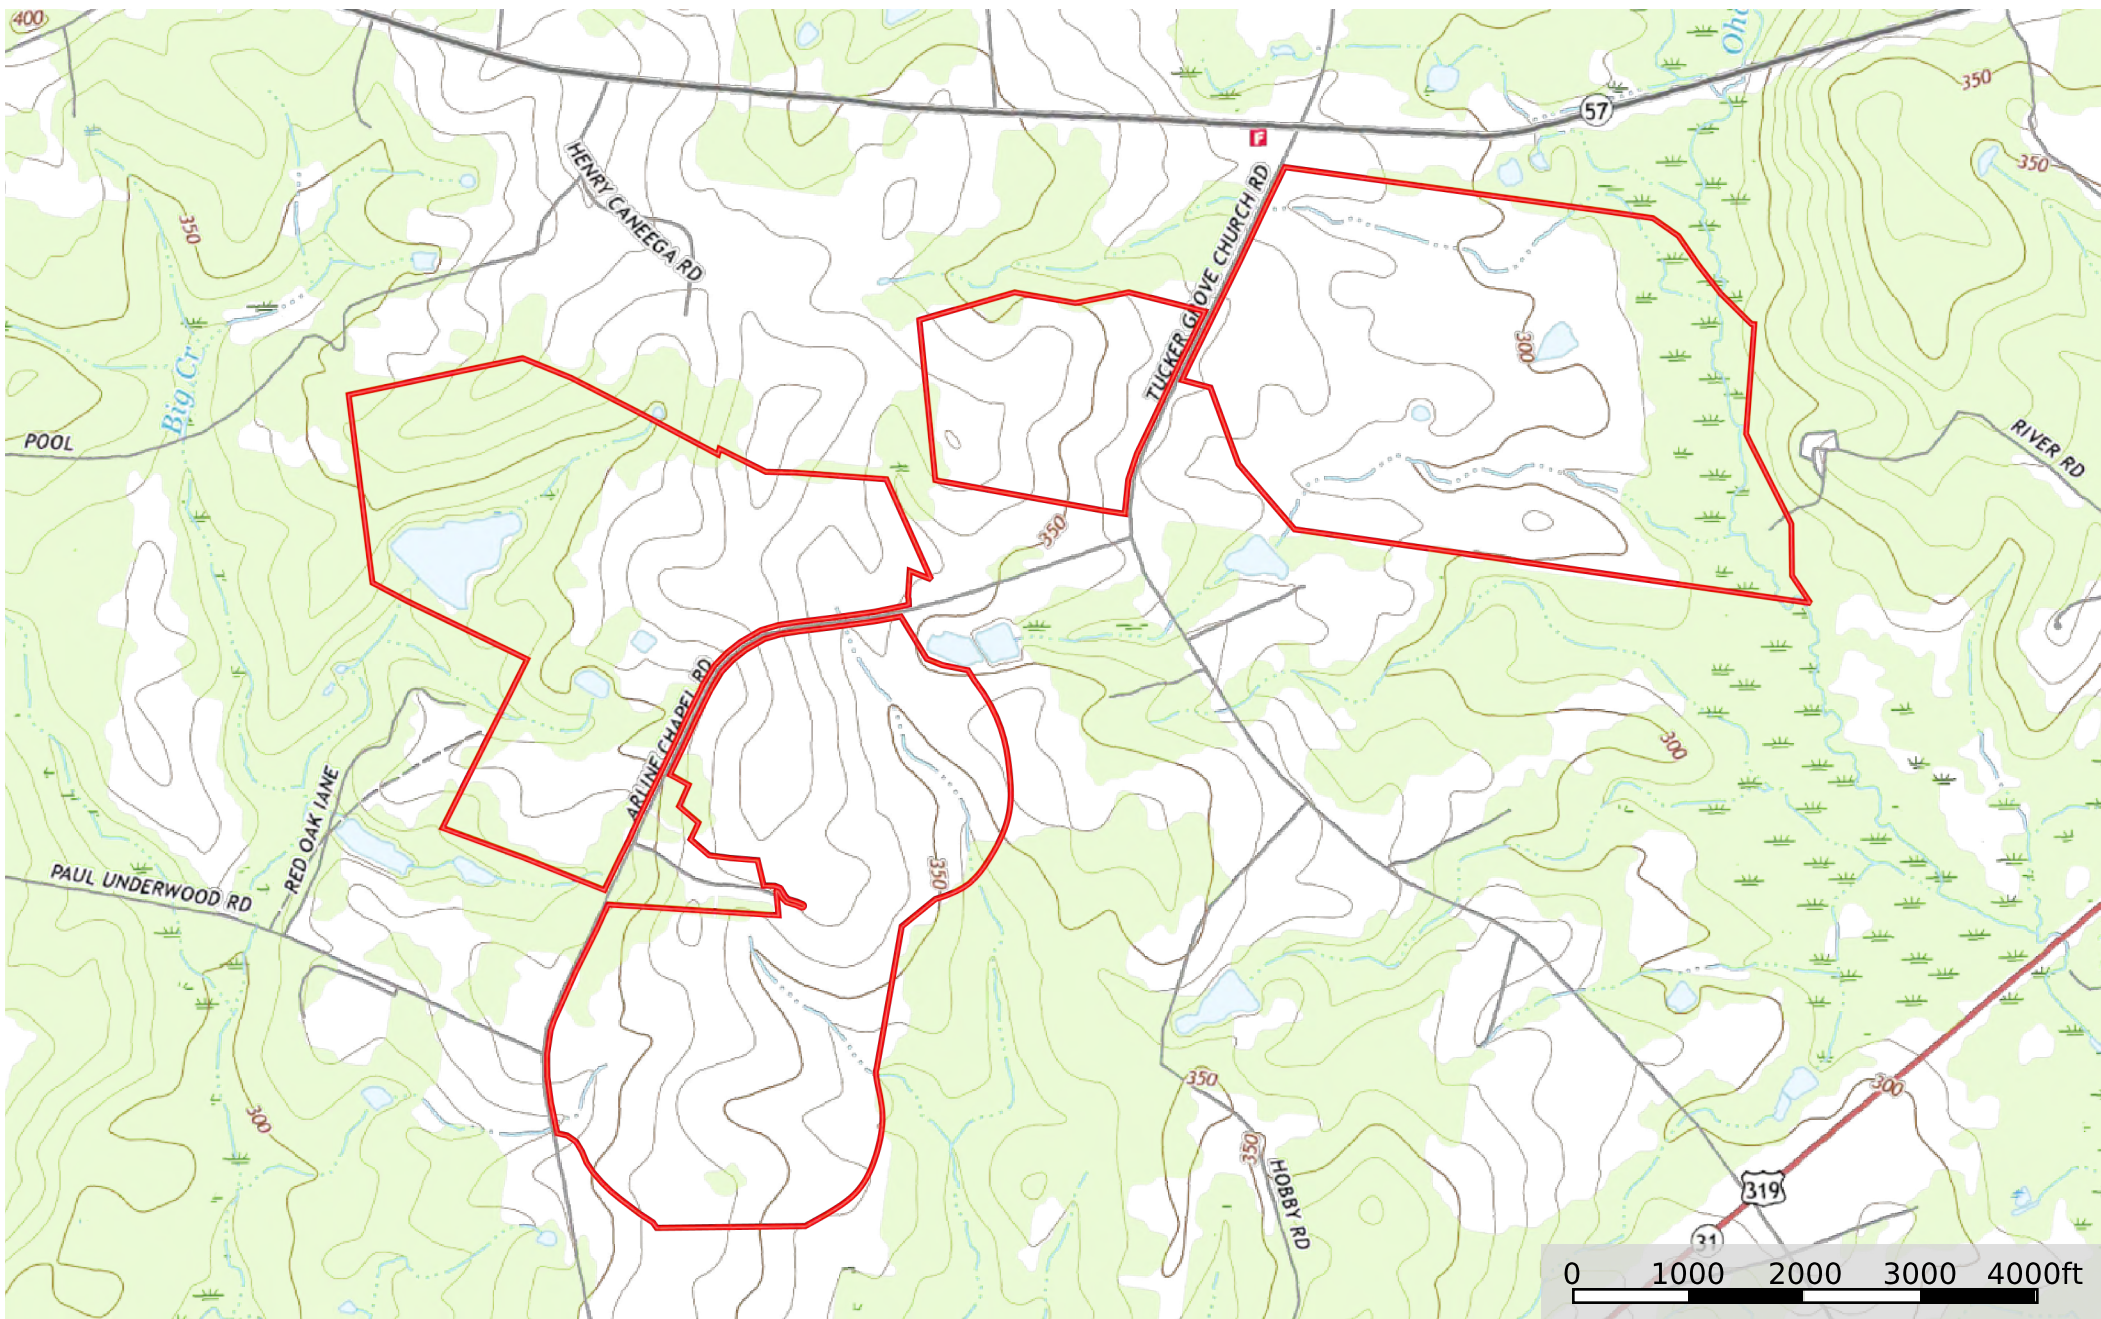 400
Oho
57
350
F
350
HENRY CANEEGA RD
TUCKER GROVE CHURCH RD
350
300
Big Cr
POOL
RIVER RD
350
ARLINE CHAPEL RD
300
RED OAK LANE
350
PAUL UNDERWOOD RD
350
300
300
350
HOBBY RD
319
31
0 1000 2000 3000 4000ft